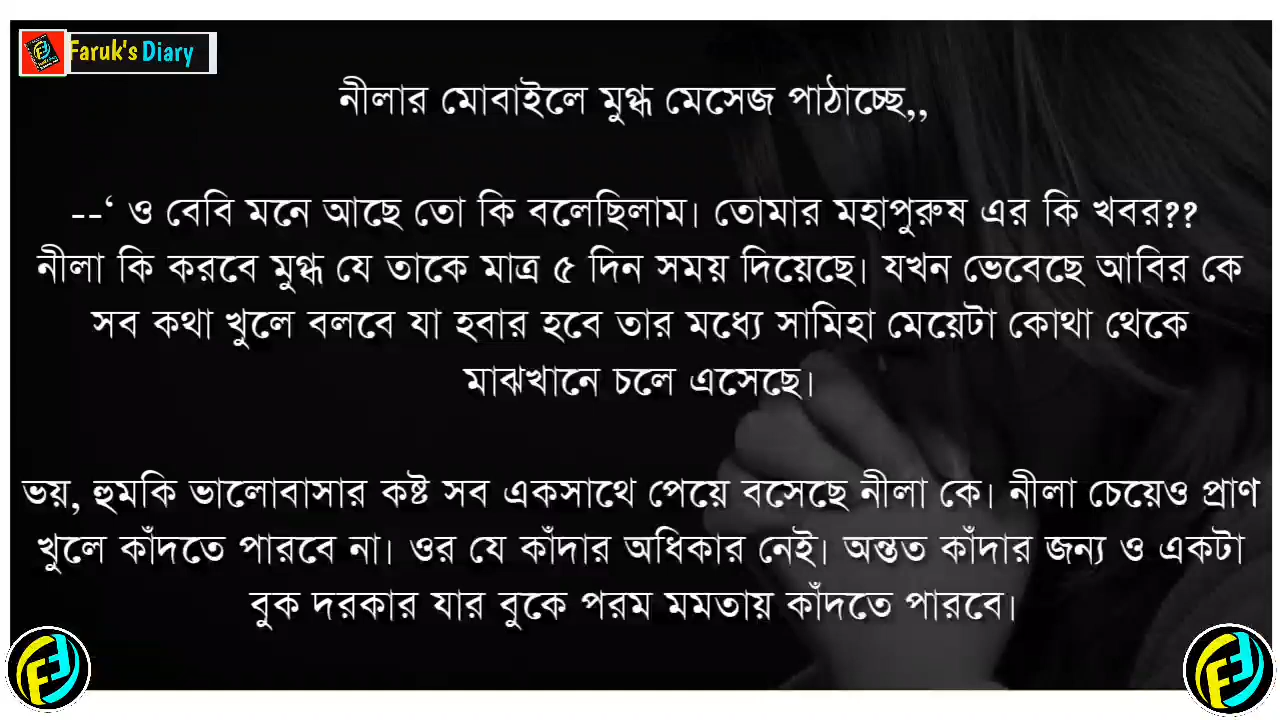 Faruk's Diary
নীলার মোবাইলে মুগ্ধ মেসেজ পাঠাচ্ছে,,
--‘ ও বেবি মনে আছে তো কি বলেছিলাম। তোমার মহাপুরুষ এর কি খবর??
নীলা কি করবে মুগ্ধ যে তাকে মাত্র ৫ দিন সময় দিয়েছে। যখন ভেবেছে আবির কে
সব কথা খুলে বলবে যা হবার হবে তার মধ্যে সামিহা মেয়েটা কোথা থেকে
মাঝখানে চলে এসেছে।
ভয়, হুমকি ভালোবাসার কষ্ট সব একসাথে পেয়ে বসেছে নীলা কে। নীলা চেয়েও প্রাণ
খুলে কাঁদতে পারবে না। ওর যে কাঁদার অধিকার নেই। অন্তত কাঁদার জন্য ও একটা
বুক দরকার যার বুকে পরম মমতায় কাঁদতে পারবে।